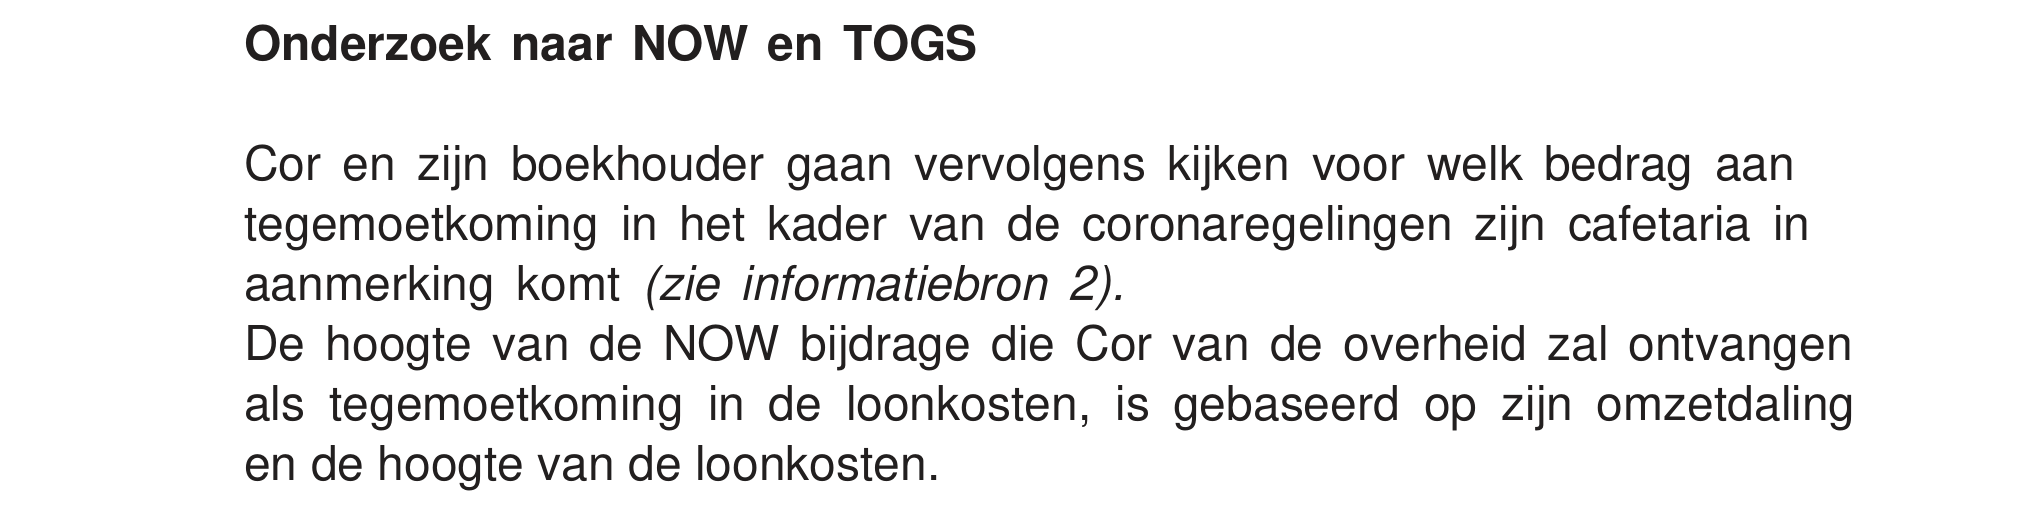 Onderzoek naar NOW en TOGS
Cor en zijn boekhouder gaan vervolgens kijken voor welk bedrag aan
tegemoetkoming in het kader van de coronaregelingen zijn cafetaria in
aanmerking komt (zie informatiebron 2).
De hoogte van de NOW bijdrage die Cor van de overheid zal ontvangen
als tegemoetkoming in de loonkosten, is gebaseerd op zijn omzetdaling
en de hoogte van de loonkosten.